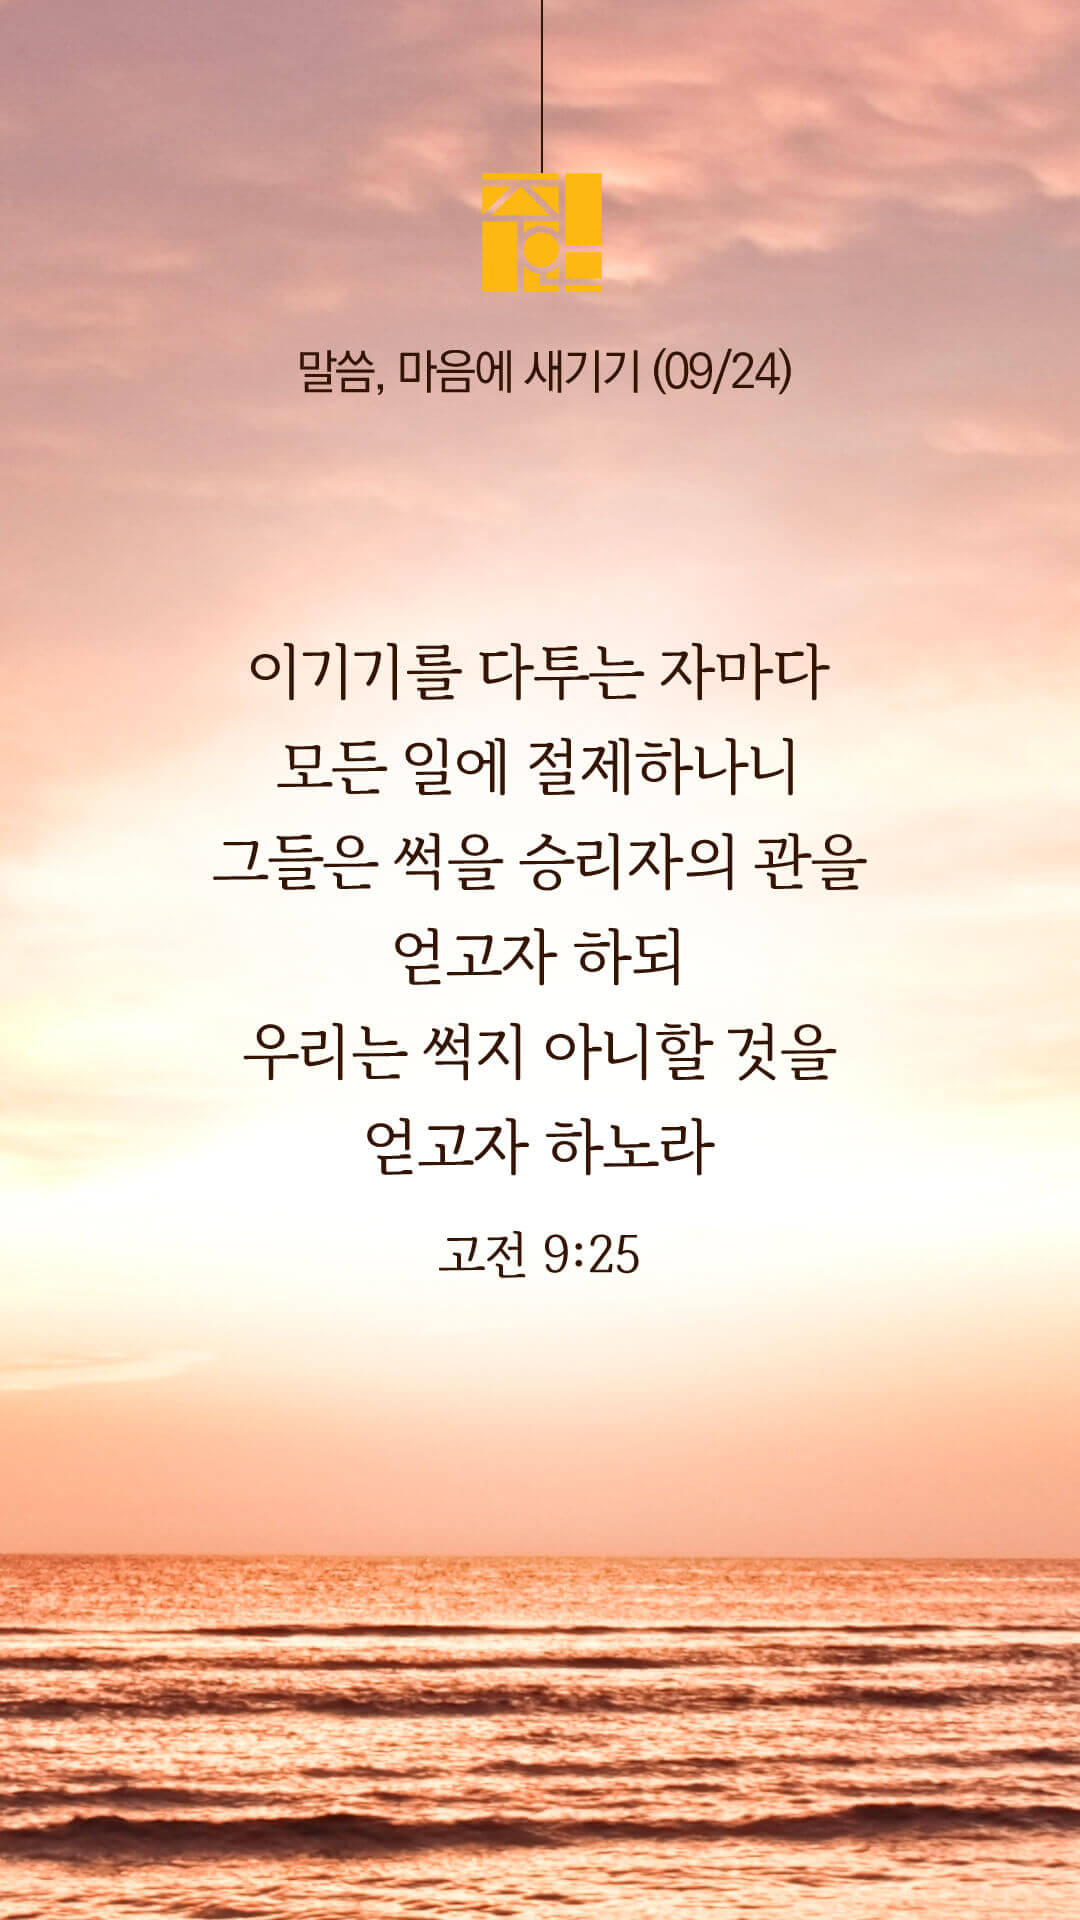 말씀, 마음에 새기기 (09/24)
이기기를 다투는 자마다
모든 일에 절제하나니
그들은 썩을 승리자의 관을
얻고자 하되
우리는 썩지 아니할 것을
얻고자 하노라
고전 9:25